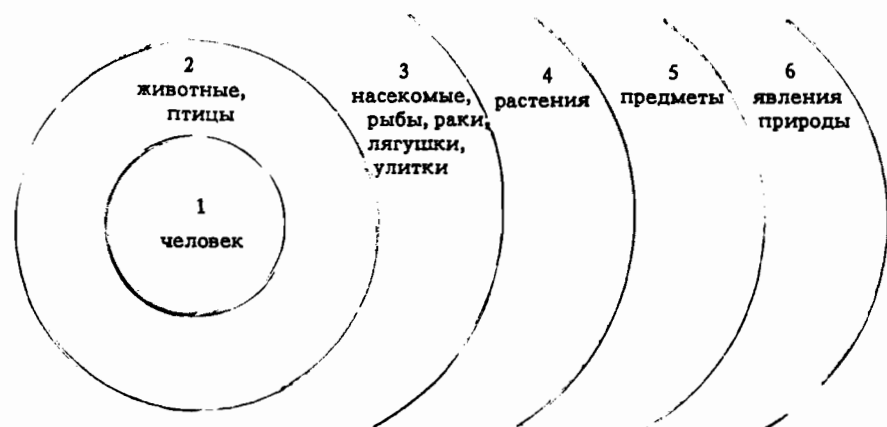 2
животные,
птицы
1
человек
3
насекомые,
рыбы, раки,
лягушки,
улитки
4
растения
5
предметы
6
явления
природы